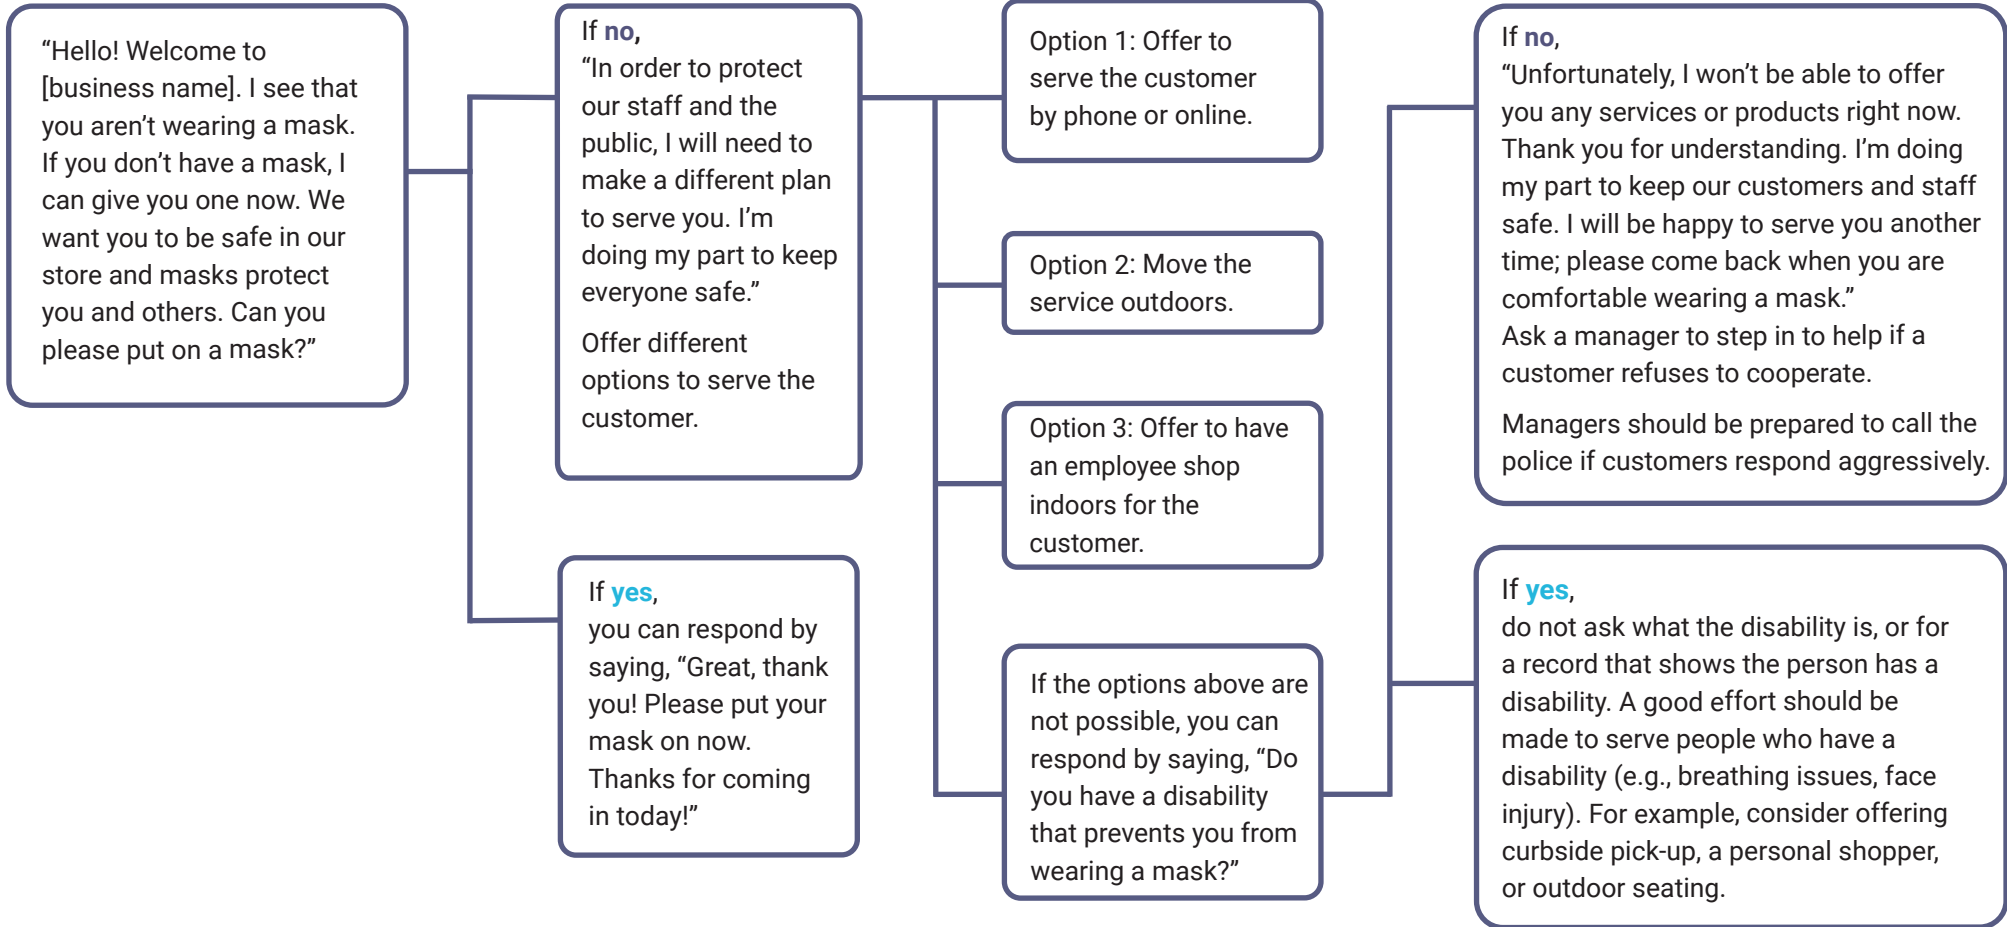 “Hello! Welcome to
[business name]. I see that
you aren’t wearing a mask.
If you don’t have a mask, I
can give you one now. We
want you to be safe in our
store and masks protect
you and others. Can you
please put on a mask?”
If no,
“In order to protect
our staff and the
public, I will need to
make a different plan
to serve you. I’m
doing my part to keep
everyone safe.”
Offer different
options to serve the
customer.
If yes,
you can respond by
saying, “Great, thank
you! Please put your
mask on now.
Thanks for coming
in today!”
Option 1: Offer to
serve the customer
by phone or online.
Option 2: Move the
service outdoors.
Option 3: Offer to have
an employee shop
indoors for the
customer.
If the options above are
not possible, you can
respond by saying, “Do
you have a disability
that prevents you from
wearing a mask?”
If no,
“Unfortunately, I won’t be able to offer
you any services or products right now.
Thank you for understanding. I’m doing
my part to keep our customers and staff
safe. I will be happy to serve you another
time; please come back when you are
comfortable wearing a mask.”
Ask a manager to step in to help if a
customer refuses to cooperate.
Managers should be prepared to call the
police if customers respond aggressively.
If yes,
do not ask what the disability is, or for
a record that shows the person has a
disability. A good effort should be
made to serve people who have a
disability (e.g., breathing issues, face
injury). For example, consider offering
curbside pick-up, a personal shopper,
or outdoor seating.